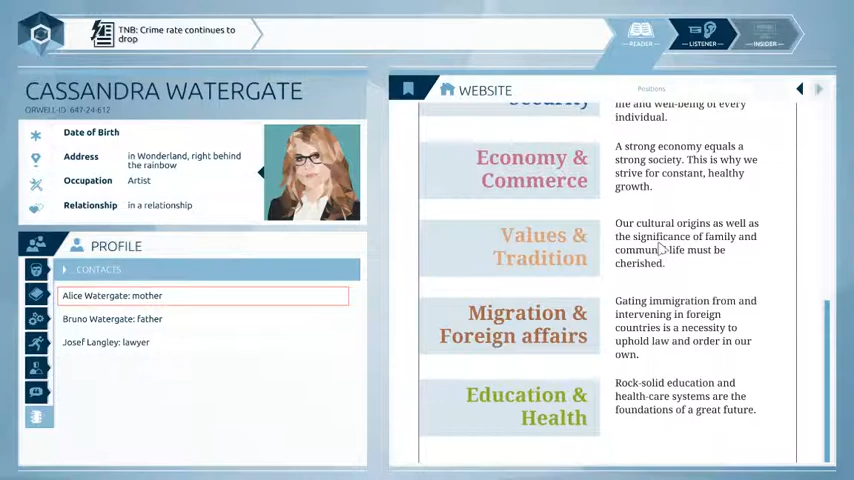 TNB: Crime rate continues to
drop
READER
LISTENER
INSIDER
CASSANDRA WATERGATE
ORWELL-ID: 647-24-612
Date of Birth
Address in Wonderland, right behind
the rainbow
Occupation Artist
Relationship in a relationship
PROFILE
CONTACTS
Alice Watergate: mother
Bruno Watergate: father
Josef Langley: lawyer
WEBSITE
Positions
Security
life and well-being of every
individual.
Economy &
Commerce
A strong economy equals a
strong society. This is why we
strive for constant, healthy
growth.
Values &
Tradition
Our cultural origins as well as
the significance of family and
commun life must be
cherished.
Migration &
Foreign affairs
Gating immigration from and
intervening in foreign
countries is a necessity to
uphold law and order in our
own.
Education &
Health
Rock-solid education and
health-care systems are the
foundations of a great future.